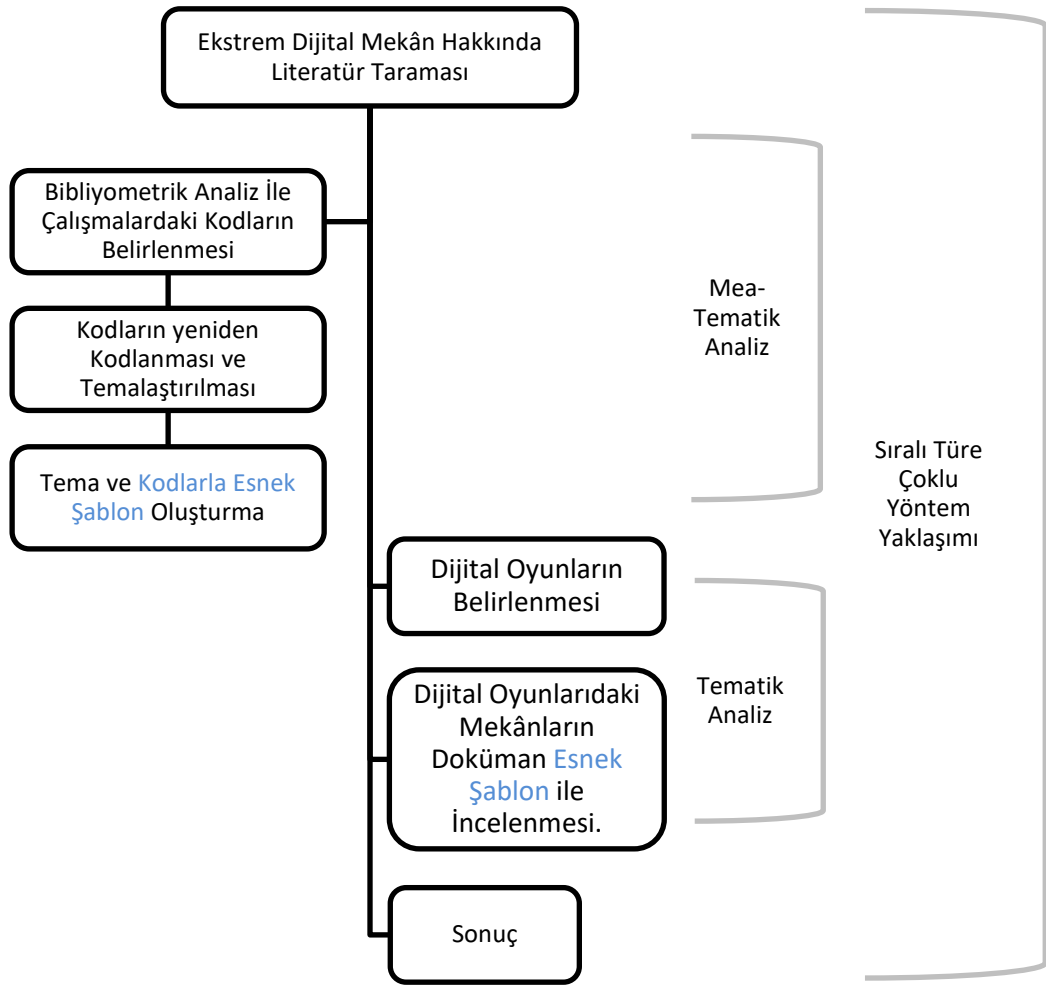 Ekstrem Dijital Mekân Hakkında
Literatür Taraması
Bibliyometrik Analiz İle
Çalışmalardaki Kodların
Belirlenmesi
Kodların yeniden
Kodlanması ve
Temalaştırılması
Tema ve Kodlarla Esnek
Şablon Oluşturma
Dijital Oyunların
Belirlenmesi
Dijital Oyunlarıdaki
Mekânların
Doküman Esnek
Şablon ile
İncelenmesi.
Sonuç
Mea-
Tematik
Analiz
Tematik
Analiz
Sıralı Türe
Çoklu
Yöntem
Yaklaşımı